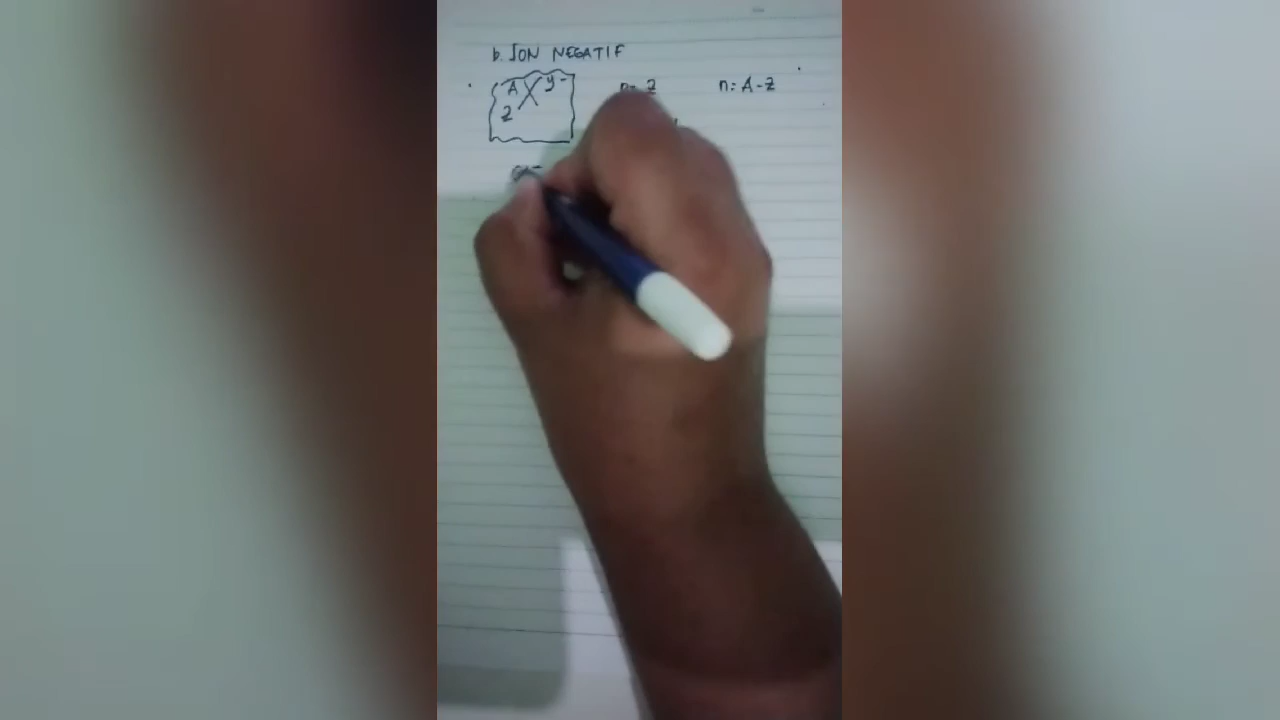 b. ION NEGATIF
A X y- Z n = A - Z
Z